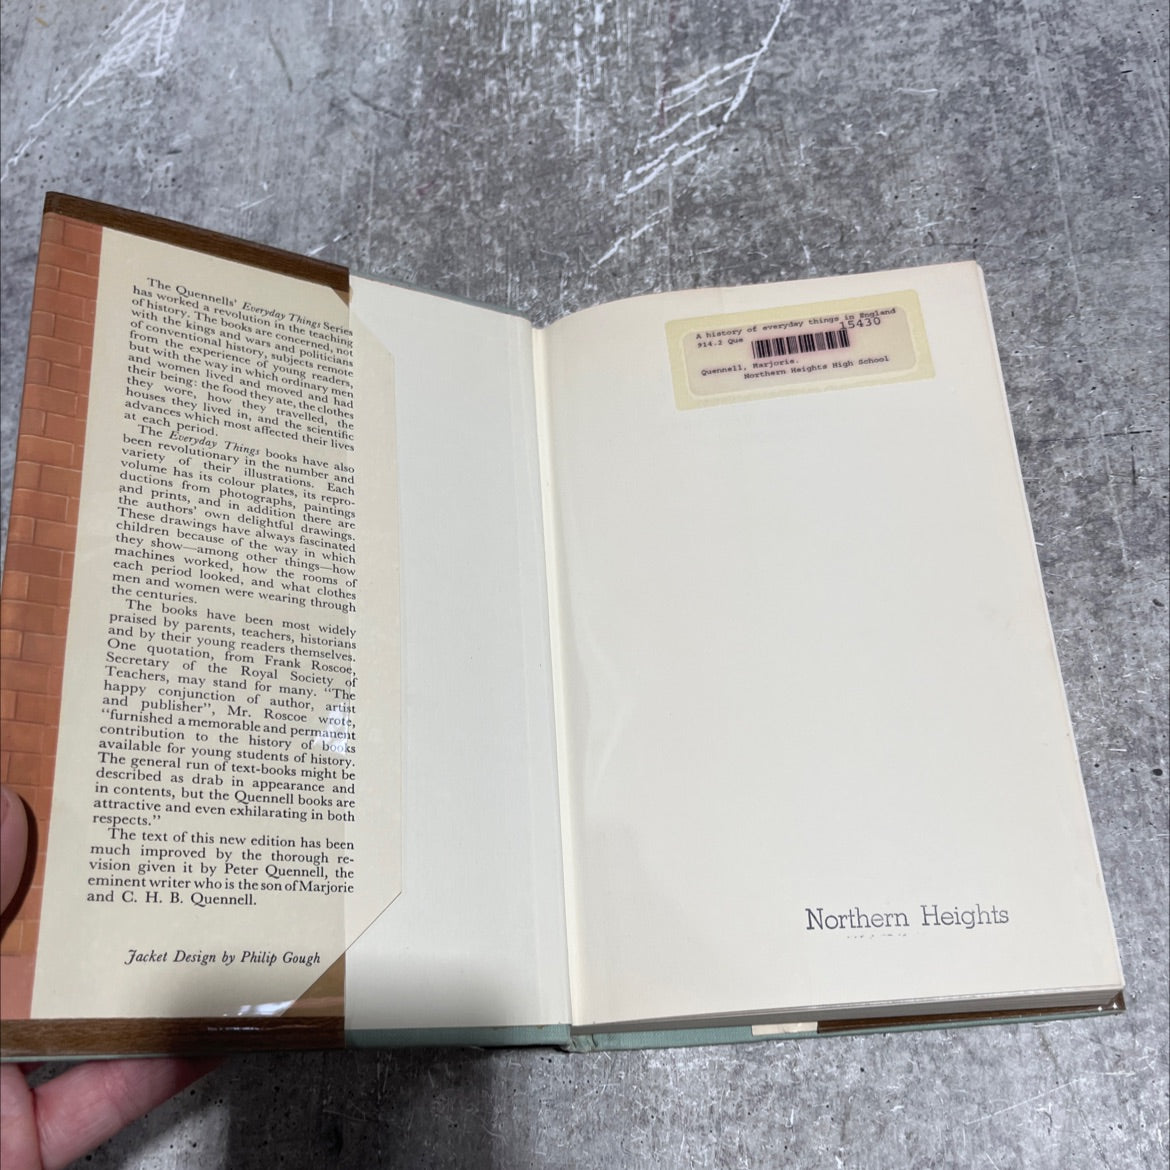 The Quennells' Everyday Things Series
has worked a revolution in the teaching
of history. The books are concerned, not
with the kings and wars and politicians
of conventional history, subjects remote
from the experience of young readers,
but with the way in which ordinary men
and women lived and moved and had
their being: the food they ate, the clothes
they wore, how they travelled, the
houses they lived in, and the scientific
advances which most affected their lives
at each period.
The Everyday Things books have also
been revolutionary in the number and
variety of their illustrations. Each
volume has its colour plates, its repro-
ductions from photographs, paintings
and prints, and in addition there are
the authors' own delightful drawings.
These drawings have always fascinated
children because of the way in which
they show—among other things—how
machines worked, how the rooms of
each period looked, and what clothes
men and women were wearing through
the centuries.
The books have been most widely
praised by parents, teachers, historians
and by their young readers themselves.
One quotation, from Frank Roscoe,
Secretary of the Royal Society of
Teachers, may stand for many. "The
happy conjunction of author, artist
and publisher", Mr. Roscoe wrote,
"furnished a memorable and permanent
contribution to the history of books
available for young students of history.
The general run of text-books might be
described as drab in appearance and
in contents, but the Quennell books are
attractive and even exhilarating in both
respects."
The text of this new edition has been
much improved by the thorough re-
vision given it by Peter Quennell, the
eminent writer who is the son of Marjorie
and C. H. B. Quennell.
Jacket Design by Philip Gough
A history of everyday things in England
914.2 Que 15430
Quennell, Marjorie.
Northern Heights High School
Northern Heights